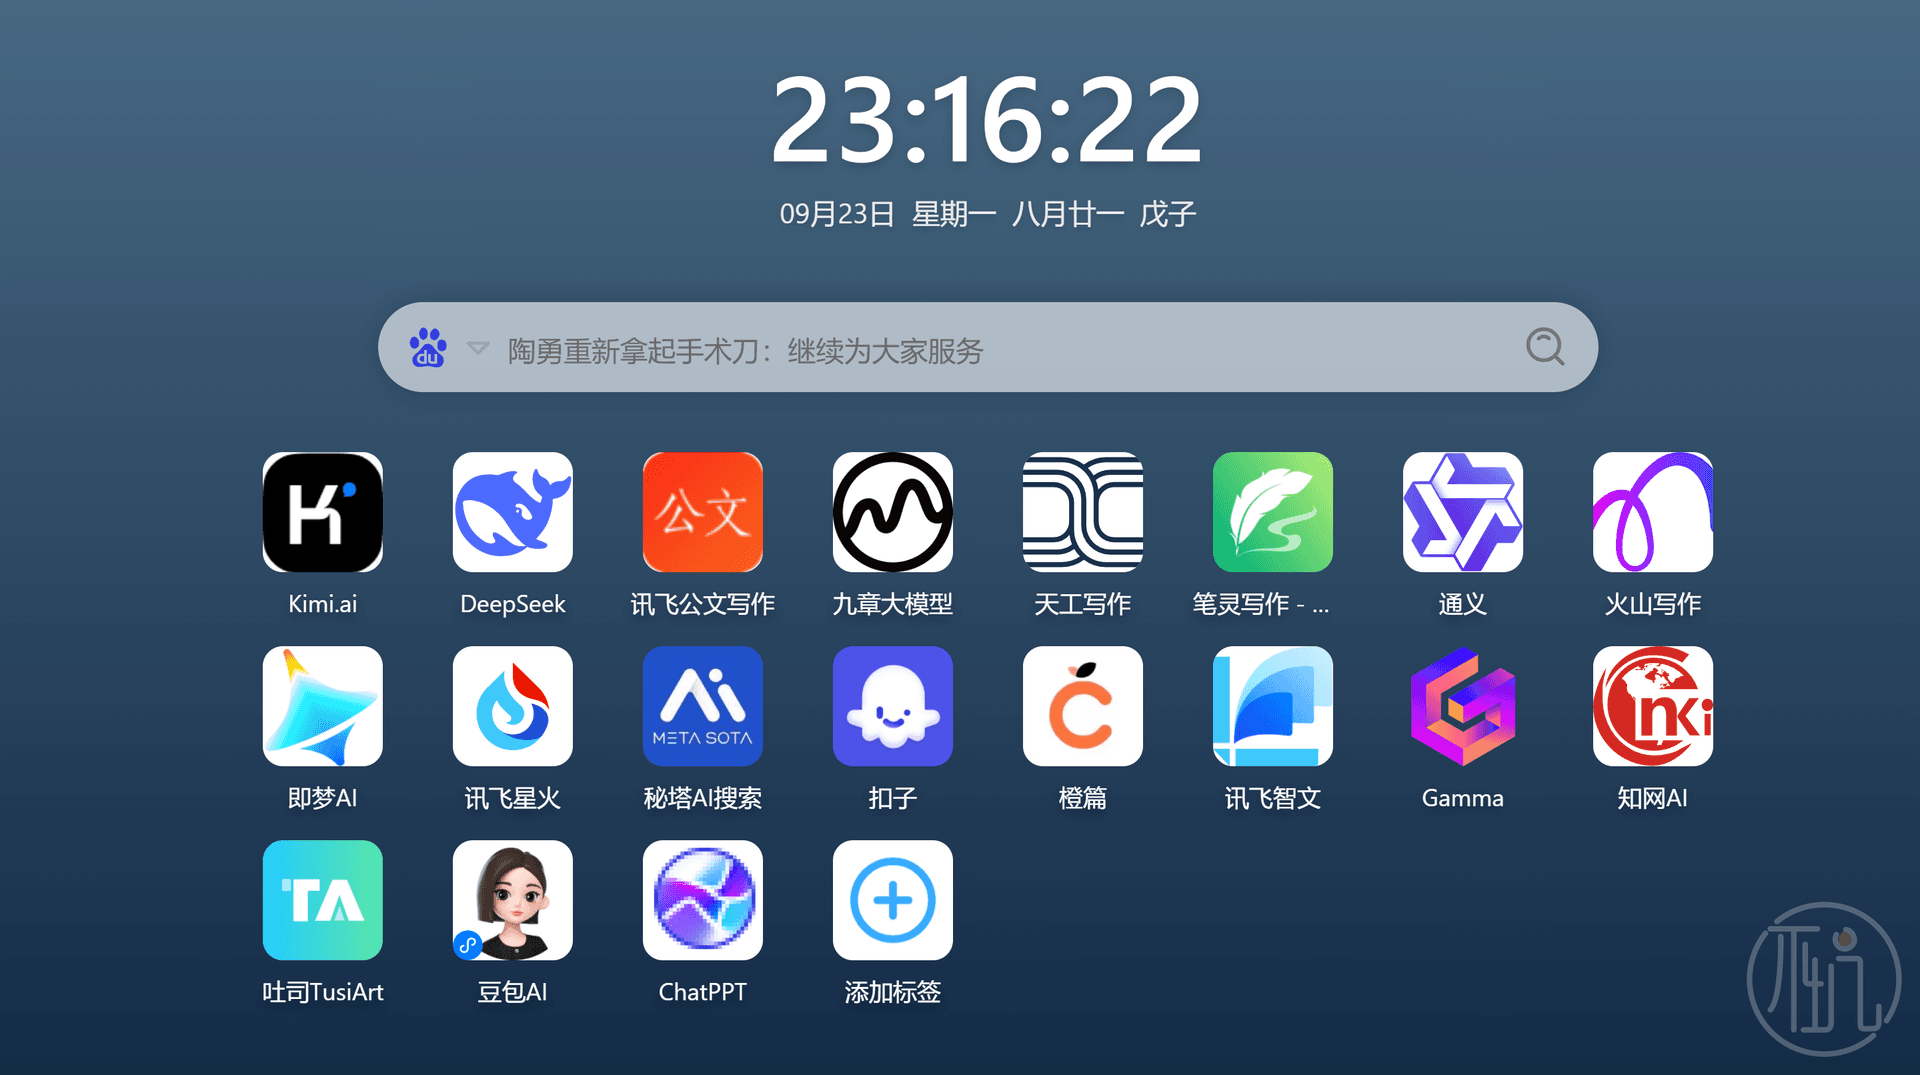 23:16:22
09月23日 星期一 八月廿一 戊子
du 陶勇重新拿起手术刀：继续为大家服务
公文
Kimi.ai DeepSeek 讯飞公文写作 九章大模型 天工写作 笔灵写作 - ... 通义 火山写作
Ai
META SOTA
CNKi
即梦AI 讯飞星火 秘塔AI搜索 扣子 橙篇 讯飞智文 Gamma 知网AI
TA
吐司TusiArt 豆包AI ChatPPT 添加标签